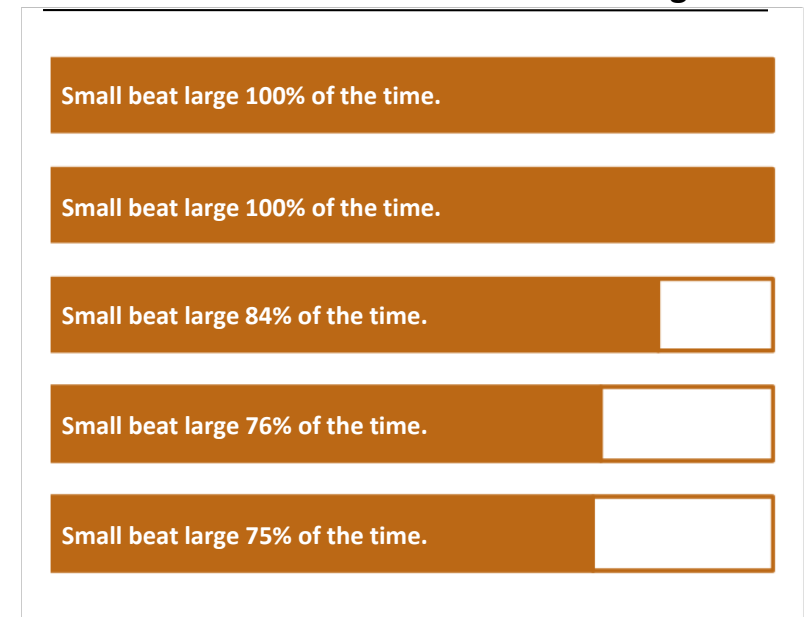 Small beat large 100% of the time.
Small beat large 100% of the time.
Small beat large 84% of the time.
Small beat large 76% of the time.
Small beat large 75% of the time.